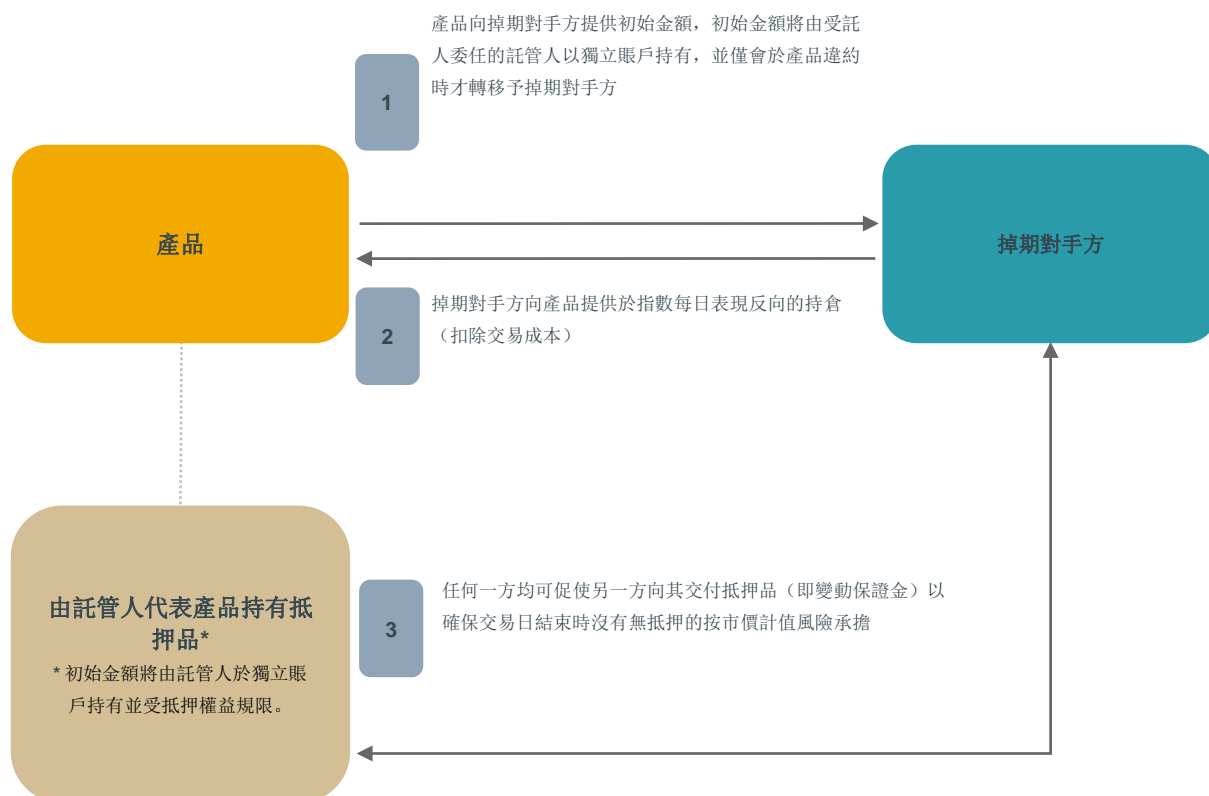 產品向掉期對手方提供初始金額，初始金額將由受託
人委任的託管人以獨立賬戶持有，並僅會於產品違約
時才轉移予掉期對手方
1
產品
掉期對手方
2
掉期對手方向產品提供於指數每日表現反向的持倉
（扣除交易成本）
由託管人代表產品持有抵
押品*
* 初始金額將由託管人於獨立賬
戶持有並受抵押權益規限。
3
任何一方均可促使另一方向其交付抵押品（即變動保證金）以
確保交易日結束時沒有無抵押的按市價計值風險承擔